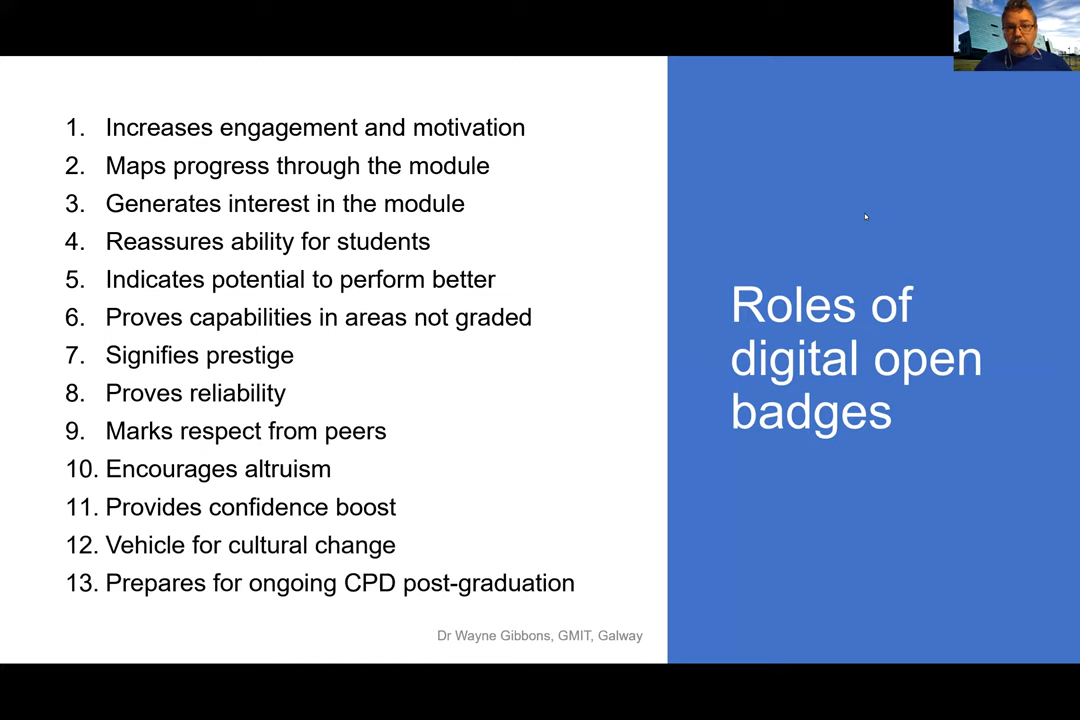 1. Increases engagement and motivation
2. Maps progress through the module
3. Generates interest in the module
4. Reassures ability for students
5. Indicates potential to perform better
6. Proves capabilities in areas not graded
7. Signifies prestige
8. Proves reliability
9. Marks respect from peers
10. Encourages altruism
11. Provides confidence boost
12. Vehicle for cultural change
13. Prepares for ongoing CPD post-graduation
Dr Wayne Gibbons, GMIT, Galway
Roles of
digital open
badges